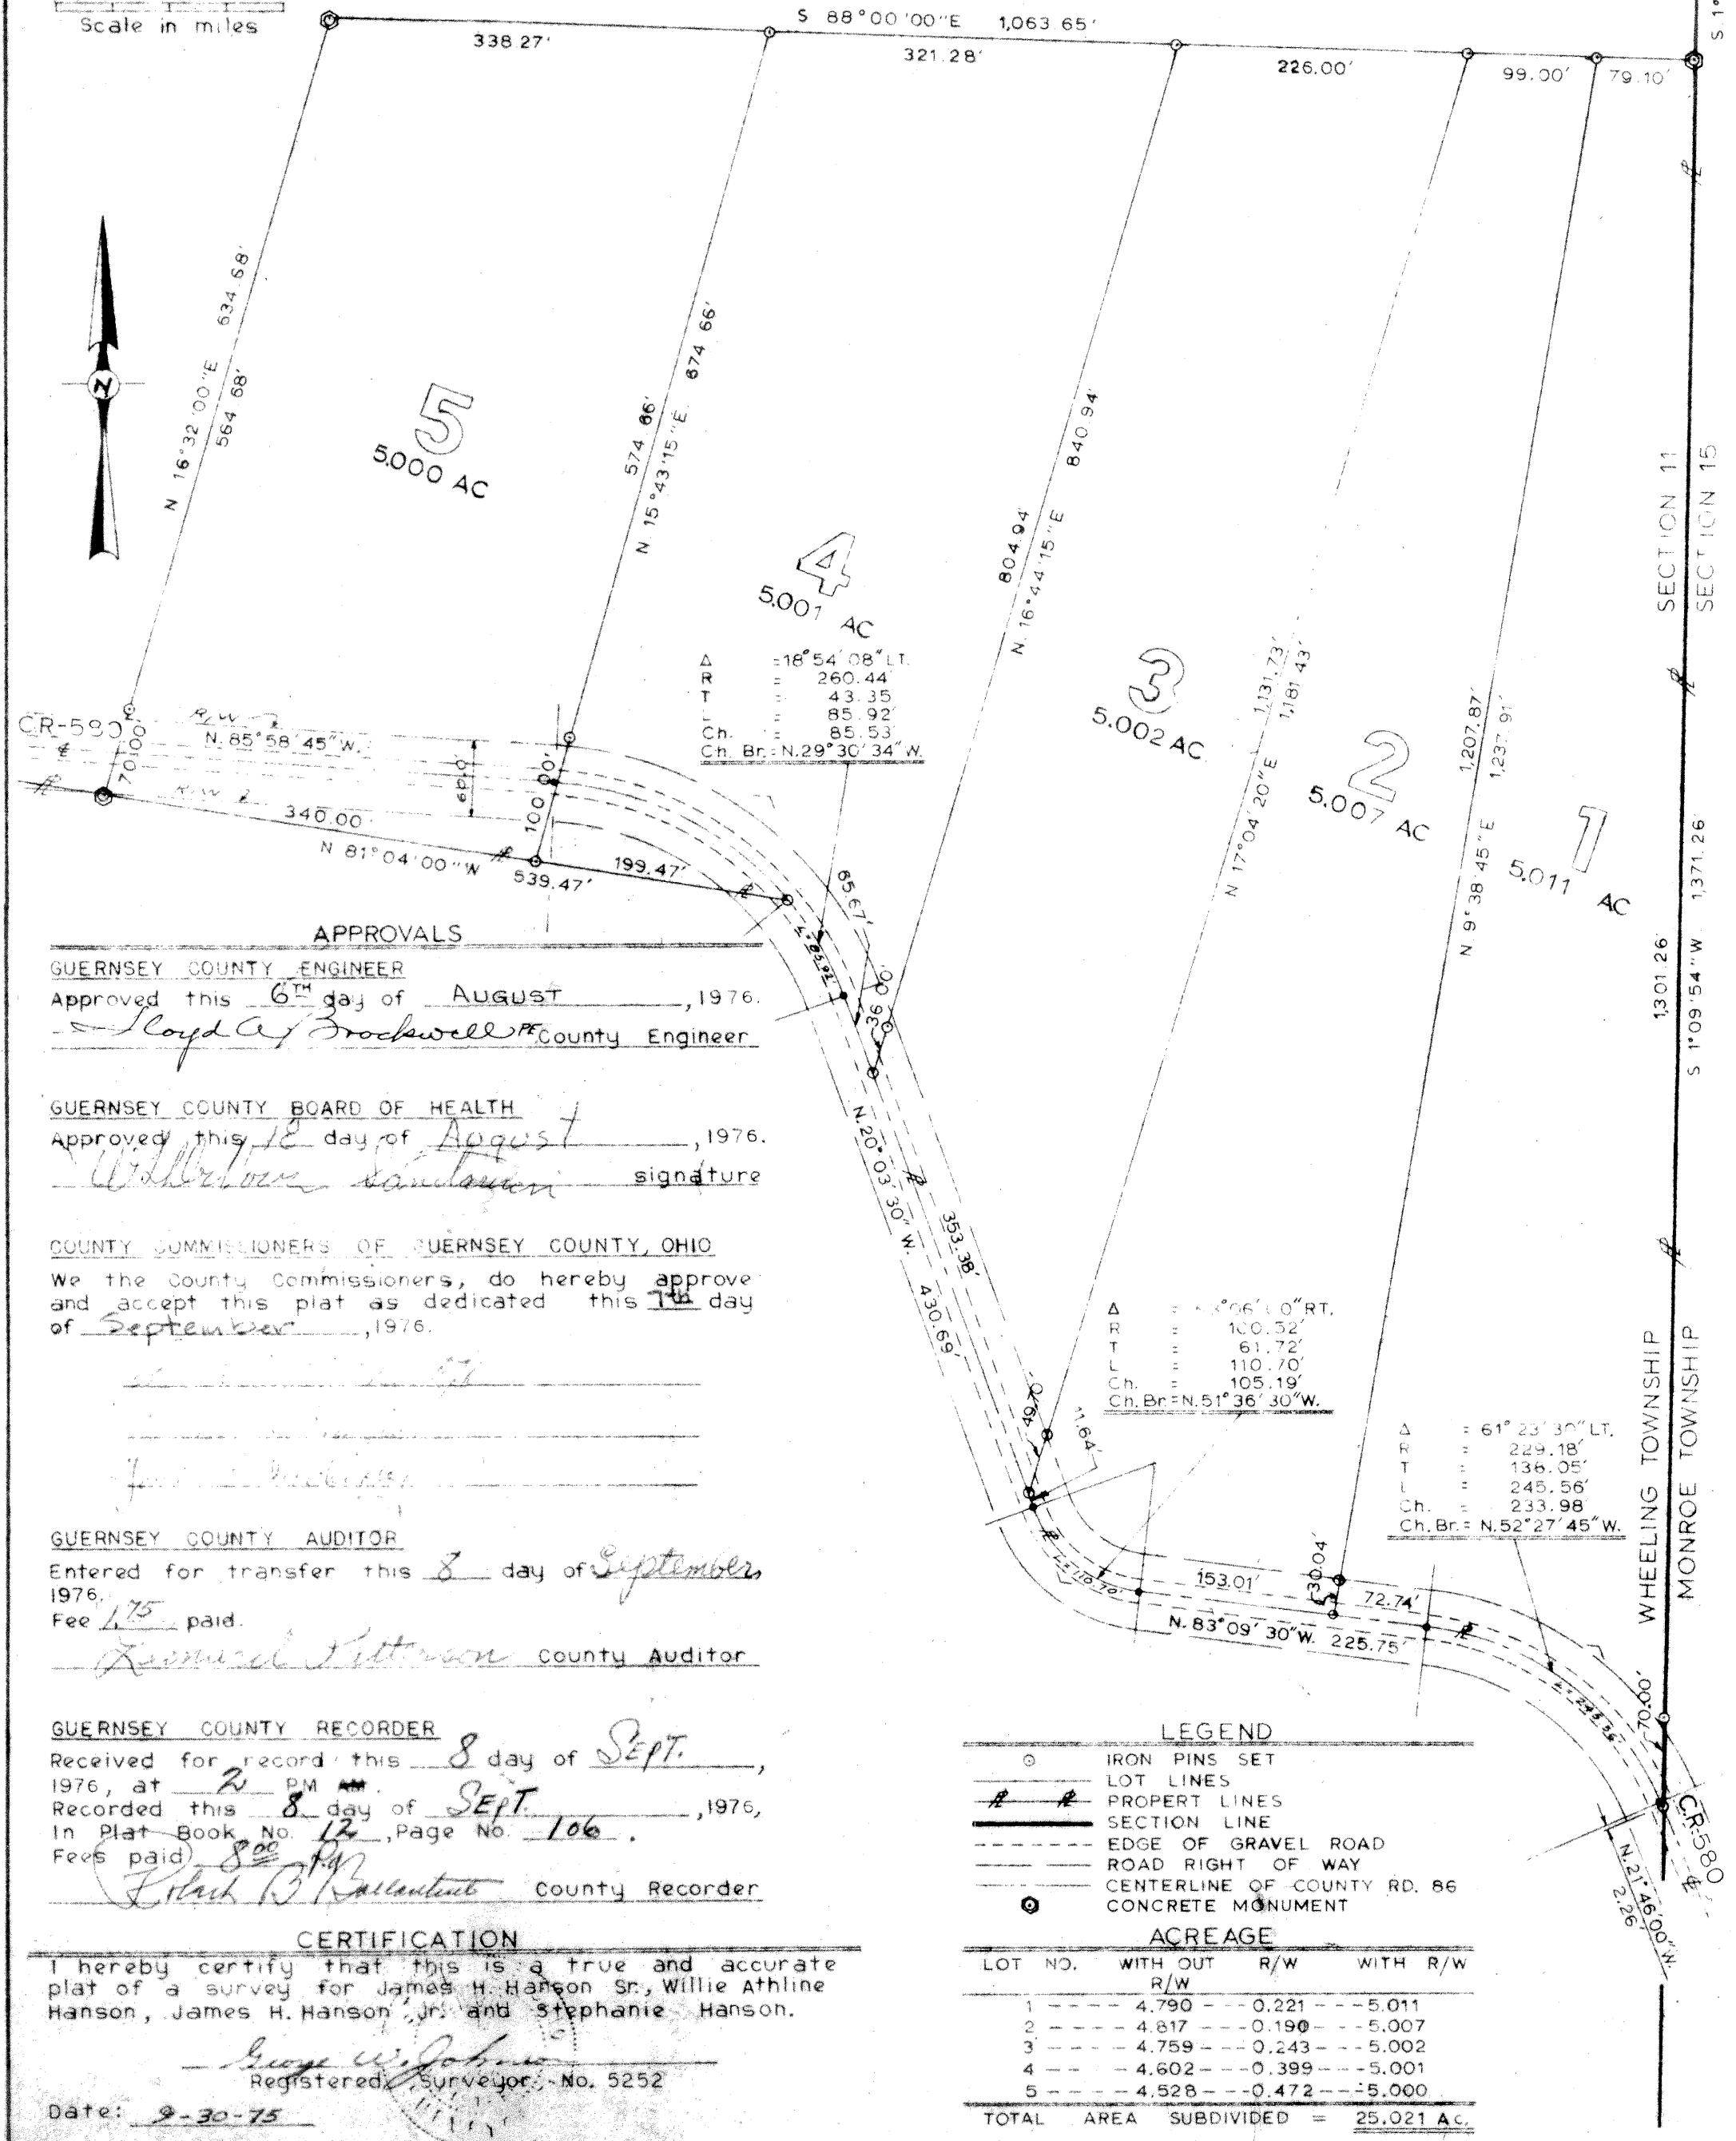 Scale in miles
S 88°00'00"E 1,063.65'
338.27'
321.28'
226.00'
99.00'
79.10'
S 1°
N 16°32'00"E 634.68'
564.68'
574.66'
N. 15°43'15"E. 674.66'
804.94'
N. 16°44'15"E 840.94'
1,131.73'
N 17°04'20"E 1,181.43'
1,207.87'
N 9°38'45"E 1,237.91'
1,301.26'
S 1°09'54"W 1,371.26'
SECTION 11
SECTION 15
N
5
5.000 AC
4
5.001 AC
3
5.002 AC
2
5.007 AC
1
5.011 AC
Δ =18°54'08"LT.
R = 260.44'
T = 43.35
L = 85.92'
Ch. = 85.53'
Ch. Br.=N.29°30'34"W.
CR-580
R/W
N. 85°58'45"W.
70.00'
60.0'
100.00'
R/W
340.00'
N 81°04'00"W
539.47'
199.47'
65.67'
L=85.92'
36.00'
N.20°03'30"W.
353.38'
430.69'
49.70'
11.64'
Δ = 0"RT.
R = 100.32'
T = 61.72'
L = 110.70'
Ch. = 105.19'
Ch.Br.=N.51°36'30"W.
Δ = 61°23'30"LT.
R = 229.18'
T = 136.05'
L = 245.56'
Ch. = 233.98
Ch.Br.= N.52°27'45"W.
L=110.70'
153.01'
30.04'
72.74'
N.83°09'30"W. 225.75'
70.00'
WHEELING TOWNSHIP
MONROE TOWNSHIP
CR-580
N.21°46'00"W.
2.26'
APPROVALS
GUERNSEY COUNTY ENGINEER
Approved this 6TH day of AUGUST, 1976.
Lloyd A. Brockwell PE County Engineer
GUERNSEY COUNTY BOARD OF HEALTH
Approved this 18 day of August, 1976.
signature
COUNTY COMMISSIONERS OF GUERNSEY COUNTY, OHIO
We the County Commissioners, do hereby approve
and accept this plat as dedicated this 7th day
of September, 1976.
GUERNSEY COUNTY AUDITOR
Entered for transfer this 8 day of September
1976.
Fee 1.75 paid.
County Auditor
GUERNSEY COUNTY RECORDER
Received for record this 8 day of SEPT.,
1976, at 2 PM AM.
Recorded this 8 day of SEPT., 1976,
In Plat Book No. 12, Page No. 106.
Fees paid 8.00
County Recorder
CERTIFICATION
I hereby certify that this is a true and accurate
plat of a survey for James H. Hanson Sr., Willie Athline
Hanson, James H. Hanson Jr. and Stephanie Hanson.
George W. Johnson
Registered Surveyor, No. 5252
Date: 9-30-75
LEGEND
IRON PINS SET
LOT LINES
PROPERT LINES
SECTION LINE
EDGE OF GRAVEL ROAD
ROAD RIGHT OF WAY
CENTERLINE OF COUNTY RD. 86
CONCRETE MONUMENT
ACREAGE
LOT NO. WITH OUT R/W WITH R/W
R/W
1 ---- 4.790 --- 0.221 --- 5.011
2 ---- 4.817 --- 0.190 --- 5.007
3 ---- 4.759 --- 0.243 --- 5.002
4 -- - 4.602 --- 0.399 --- 5.001
5 ---- 4.528 --- 0.472 --- 5.000
TOTAL AREA SUBDIVIDED = 25.021 Ac.